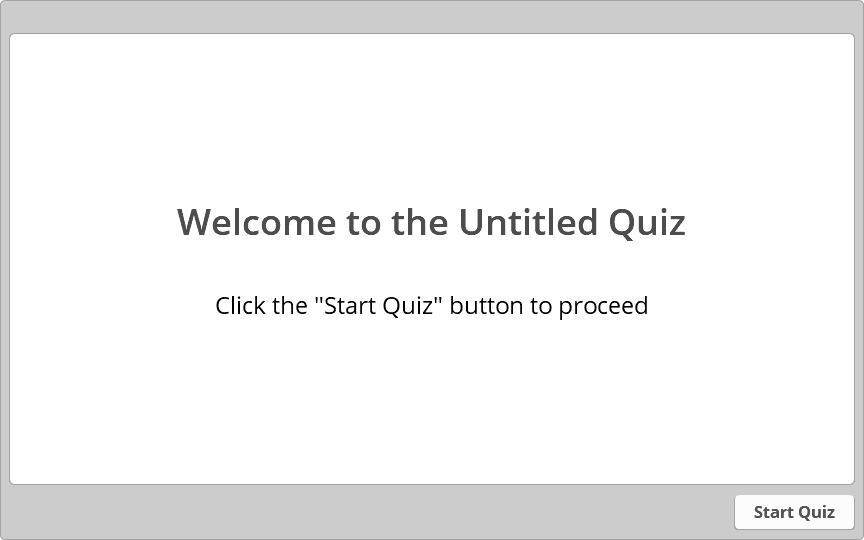 Welcome to the Untitled Quiz
Click the "Start Quiz" button to proceed
Start Quiz